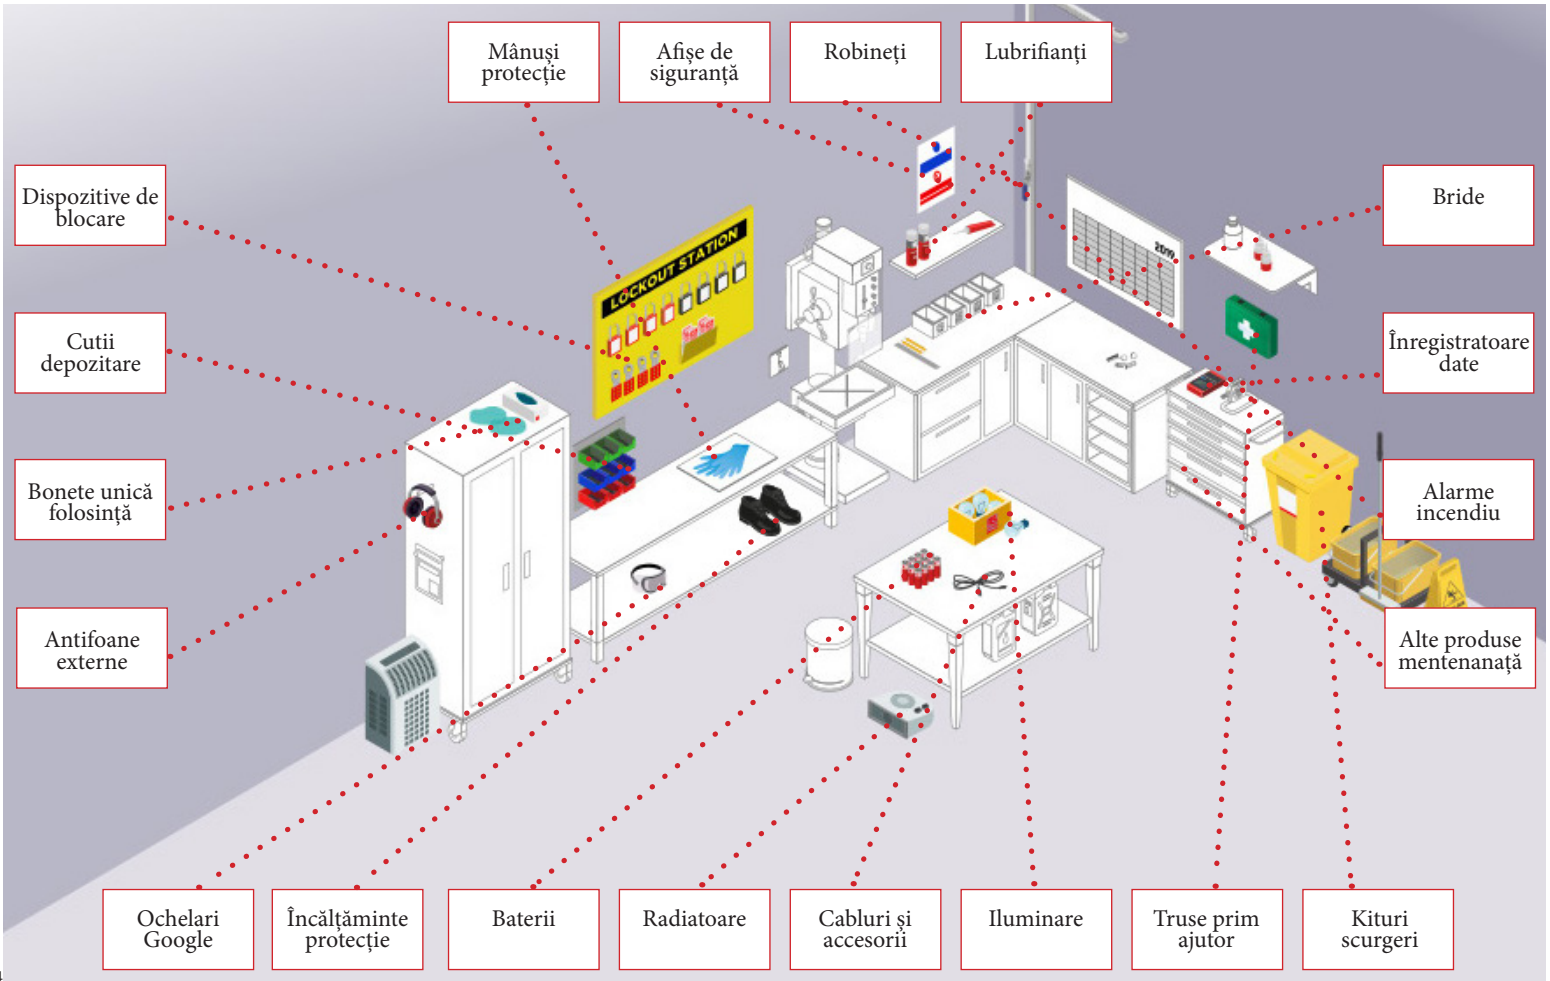 Mânuși
protecție
Afișe de
siguranță
Robineți
Lubrifianți
Dispozitive de
blocare
Bride
LOCKOUT STATION
2019
Cutii
depozitare
Înregistratoare
date
Bonete unică
folosință
Alarme
incendiu
Antifoane
externe
Alte produse
mentenanață
Ochelari
Google
Încălțăminte
protecție
Baterii
Radiatoare
Cabluri și
accesorii
Iluminare
Truse prim
ajutor
Kituri
scurgeri